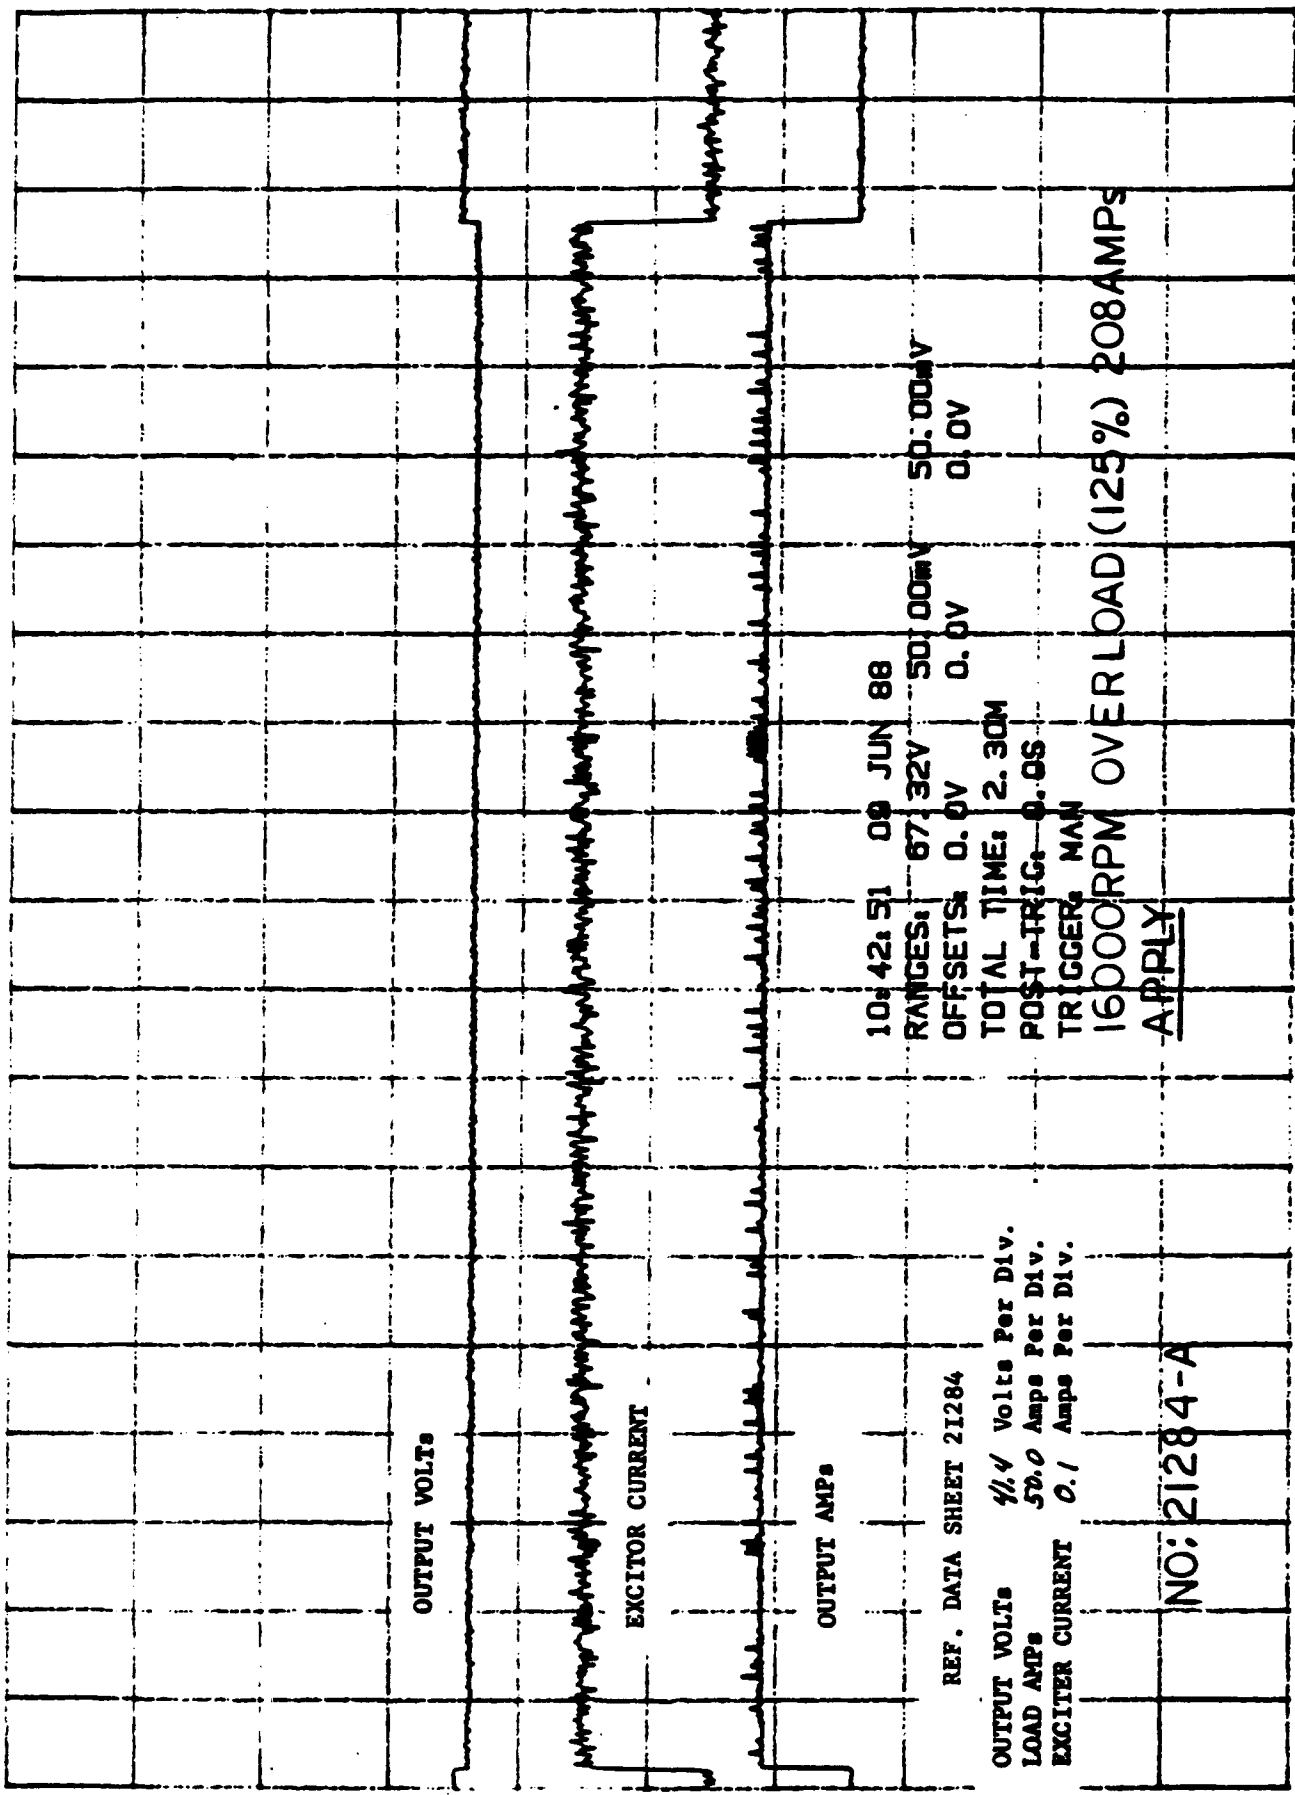 OUTPUT VOLTs
EXCITOR CURRENT
OUTPUT AMPs
10:42:51 09 JUN 88
RANGES: 67.32V 50.00mV 50.00mV
OFFSETS: 0.0V 0.0V 0.0V
TOTAL TIME: 2.30M
POST-TRIG: 0.0S
TRIGGER: MAN
16000RPM OVERLOAD (125%) 208AMPs
APPLY
REF. DATA SHEET 21284
OUTPUT VOLTs Volts Per Div.
LOAD AMPs 50.0 Amps Per Div.
EXCITER CURRENT 0.1 Amps Per Div.
NO: 21284-A